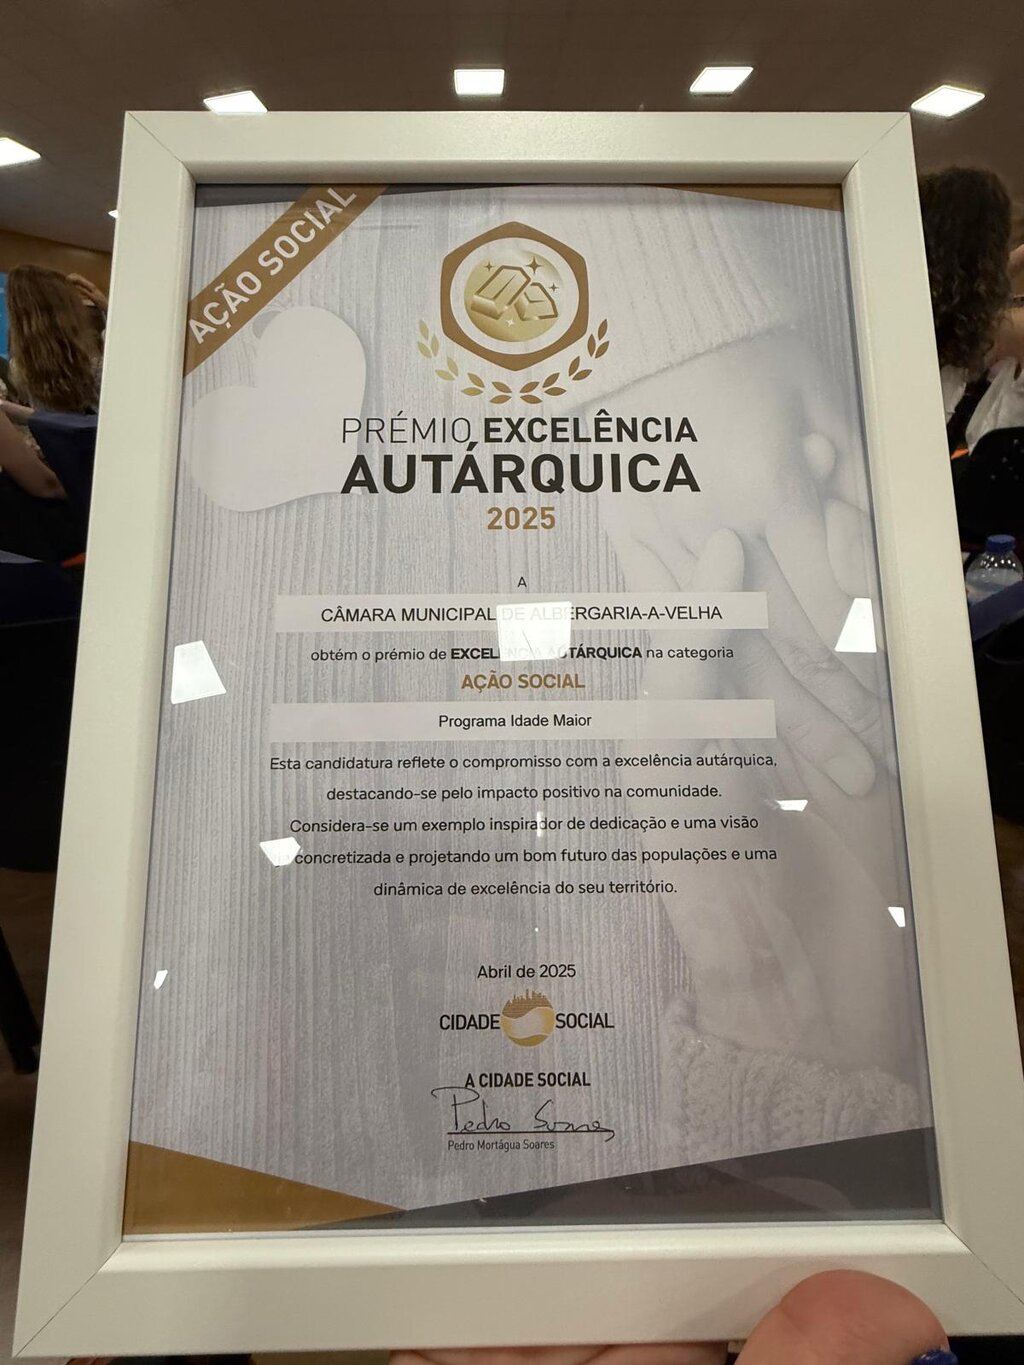 AÇÃO SOCIAL
PRÉMIO EXCELÊNCIA
AUTÁRQUICA
2025
A
CÂMARA MUNICIPAL DE ALBERGARIA-A-VELHA
obtém o prémio de EXCELÊNCIA AUTÁRQUICA na categoria
AÇÃO SOCIAL
Programa Idade Maior
Esta candidatura reflete o compromisso com a excelência autárquica,
destacando-se pelo impacto positivo na comunidade.
Considera-se um exemplo inspirador de dedicação e uma visão
concretizada e projetando um bom futuro das populações e uma
dinâmica de excelência do seu território.
Abril de 2025
CIDADE SOCIAL
A CIDADE SOCIAL
Pedro Soares
Pedro Mortágua Soares